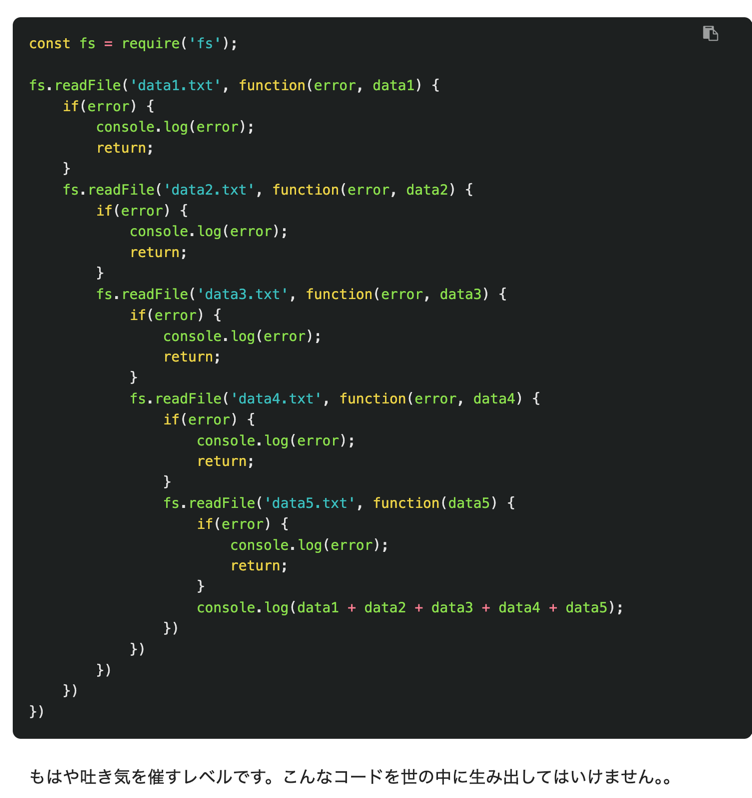 const fs = require('fs');

fs.readFile('data1.txt', function(error, data1) {
    if(error) {
        console.log(error);
        return;
    }
    fs.readFile('data2.txt', function(error, data2) {
        if(error) {
            console.log(error);
            return;
        }
        fs.readFile('data3.txt', function(error, data3) {
            if(error) {
                console.log(error);
                return;
            }
            fs.readFile('data4.txt', function(error, data4) {
                if(error) {
                    console.log(error);
                    return;
                }
                fs.readFile('data5.txt', function(data5) {
                    if(error) {
                        console.log(error);
                        return;
                    }
                    console.log(data1 + data2 + data3 + data4 + data5);
                })
            })
        })
    })
})
もはや吐き気を催すレベルです。こんなコードを世の中に生み出してはいけません。。